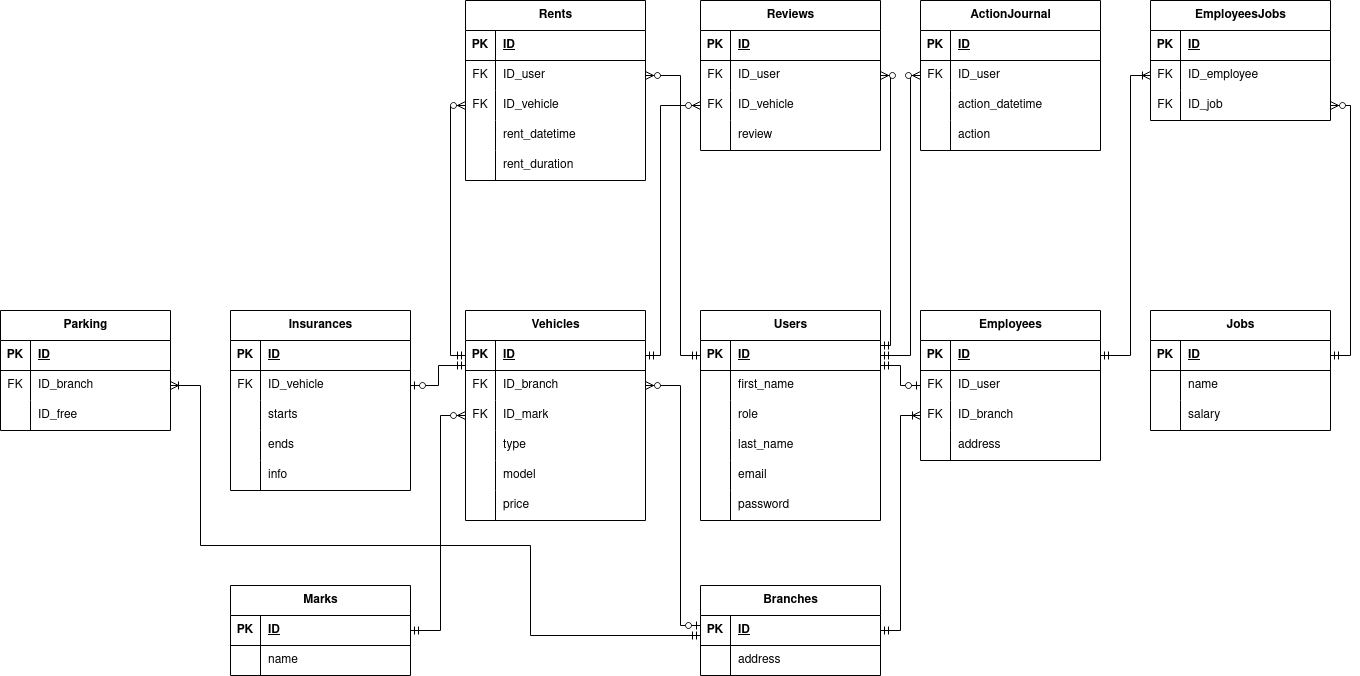 Rents
PK ID
FK ID_user
FK ID_vehicle
rent_datetime
rent_duration
Reviews
PK ID
FK ID_user
FK ID_vehicle
review
ActionJournal
PK ID
FK ID_user
action_datetime
action
EmployeesJobs
PK ID
FK ID_employee
FK ID_job
Parking
PK ID
FK ID_branch
ID_free
Insurances
PK ID
FK ID_vehicle
starts
ends
info
Vehicles
PK ID
FK ID_branch
FK ID_mark
type
model
price
Users
PK ID
first_name
role
last_name
email
password
Employees
PK ID
FK ID_user
FK ID_branch
address
Jobs
PK ID
name
salary
Marks
PK ID
name
Branches
PK ID
address